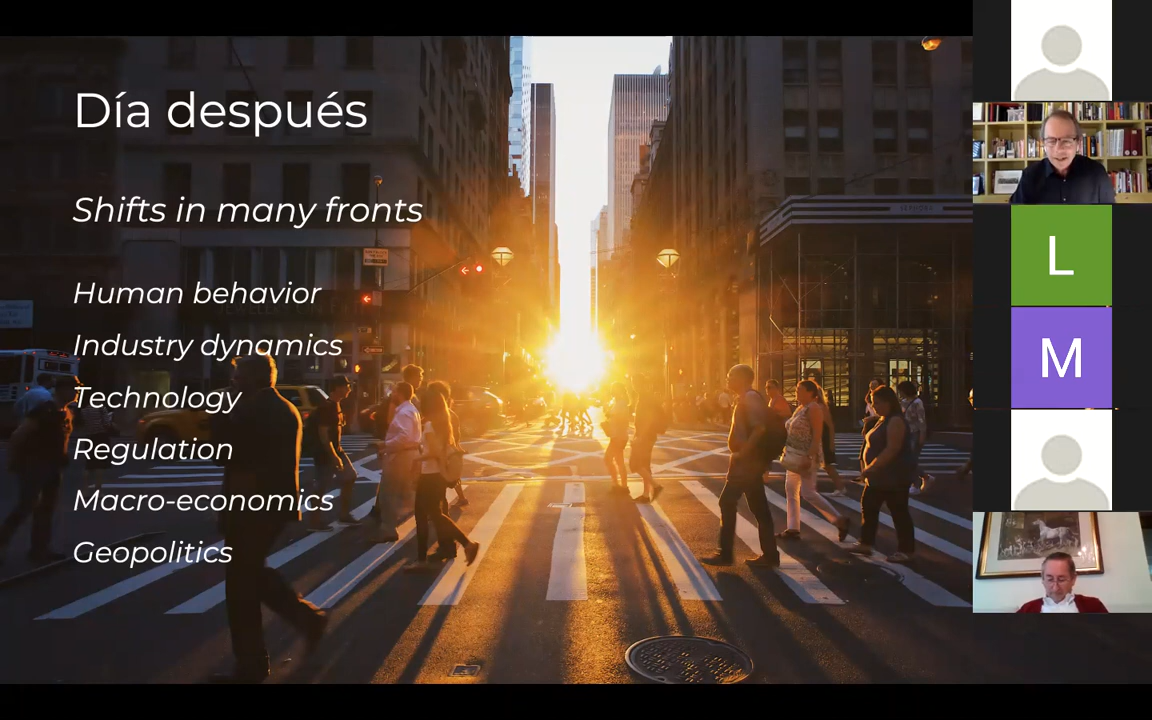 Día después
Shifts in many fronts
Human behavior
Industry dynamics
Technology
Regulation
Macro-economics
Geopolitics
L
M